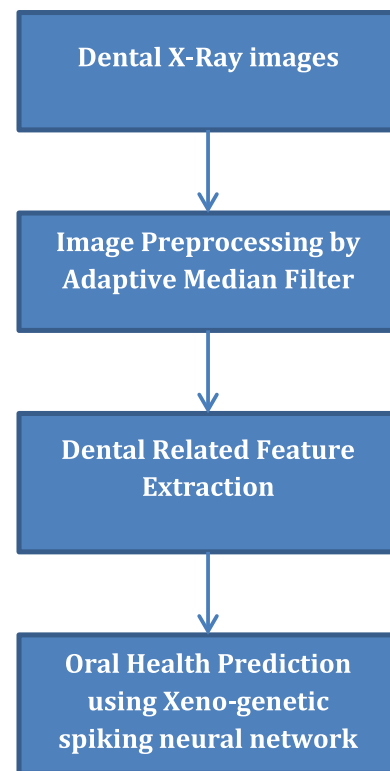 Dental X-Ray images
Image Preprocessing by
Adaptive Median Filter
Dental Related Feature
Extraction
Oral Health Prediction
using Xeno-genetic
spiking neural network